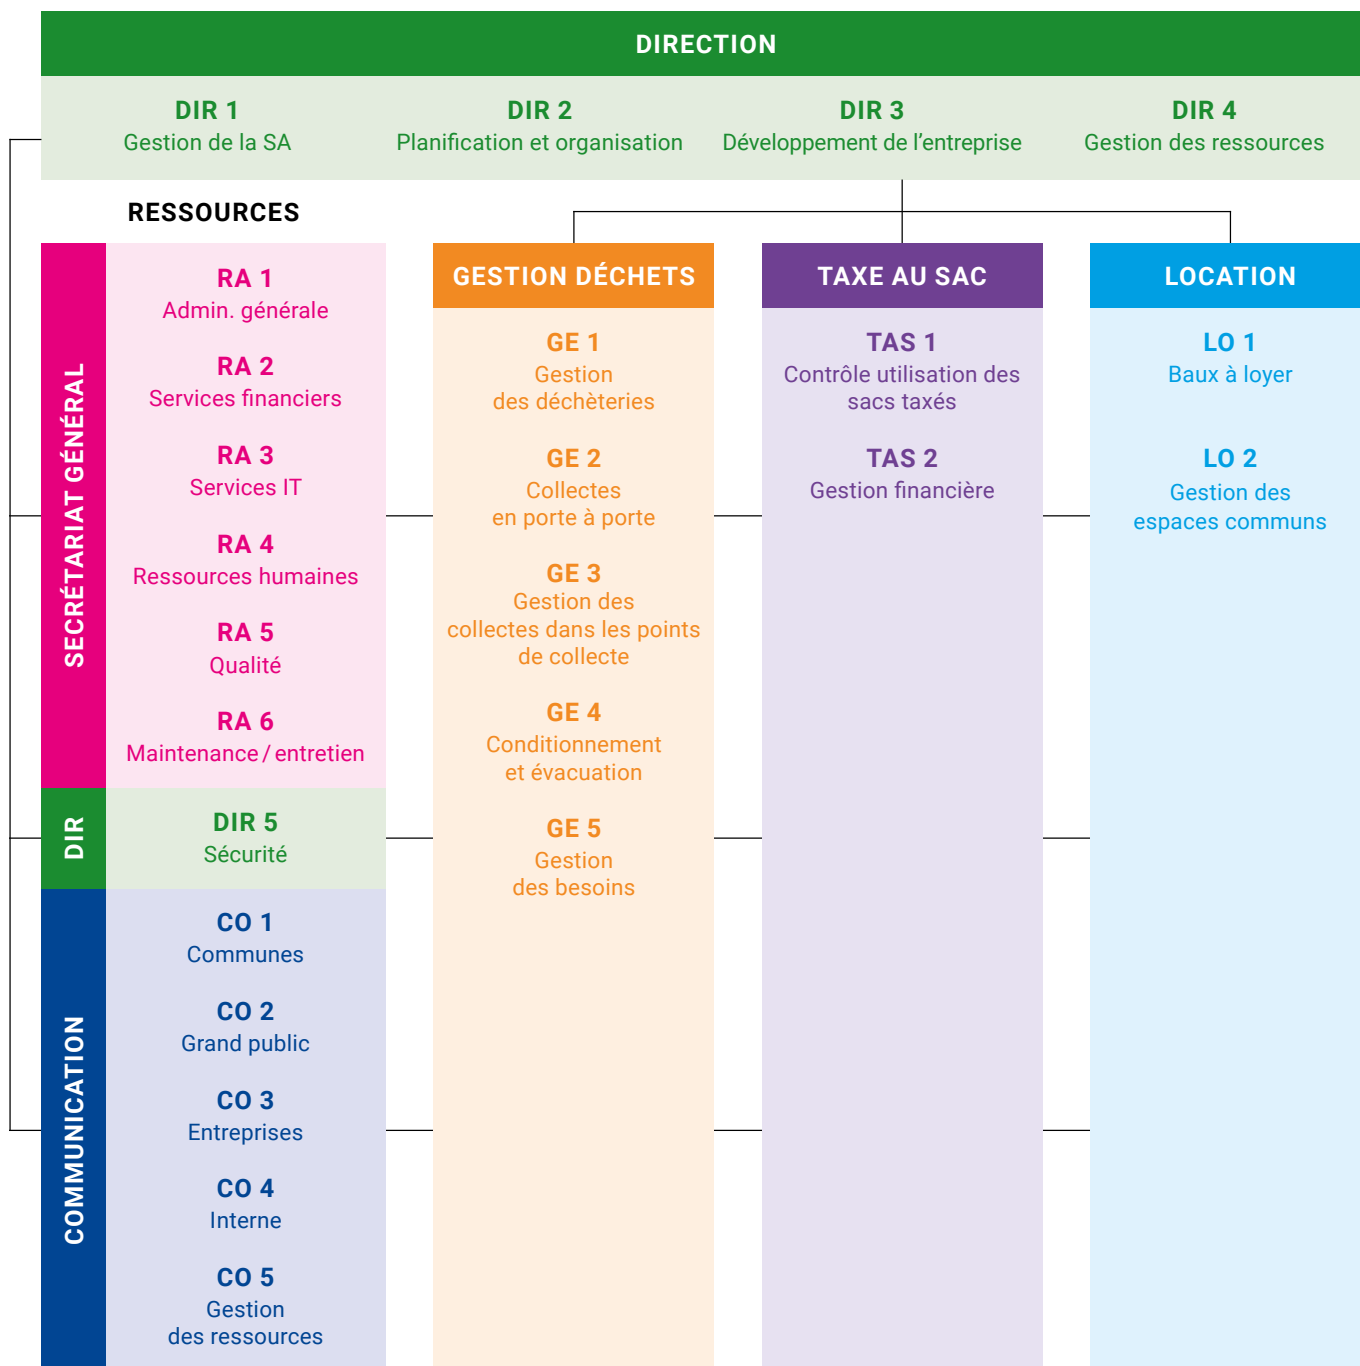 DIRECTION
DIR 1
Gestion de la SA
DIR 2
Planification et organisation
DIR 3
Développement de l’entreprise
DIR 4
Gestion des ressources
RESSOURCES
SECRÉTARIAT GÉNÉRAL
RA 1
Admin. générale
RA 2
Services financiers
RA 3
Services IT
RA 4
Ressources humaines
RA 5
Qualité
RA 6
Maintenance / entretien
DIR
DIR 5
Sécurité
COMMUNICATION
CO 1
Communes
CO 2
Grand public
CO 3
Entreprises
CO 4
Interne
CO 5
Gestion
des ressources
GESTION DÉCHETS
GE 1
Gestion
des déchèteries
GE 2
Collectes
en porte à porte
GE 3
Gestion des
collectes dans les points
de collecte
GE 4
Conditionnement
et évacuation
GE 5
Gestion
des besoins
TAXE AU SAC
TAS 1
Contrôle utilisation des
sacs taxés
TAS 2
Gestion financière
LOCATION
LO 1
Baux à loyer
LO 2
Gestion des
espaces communs